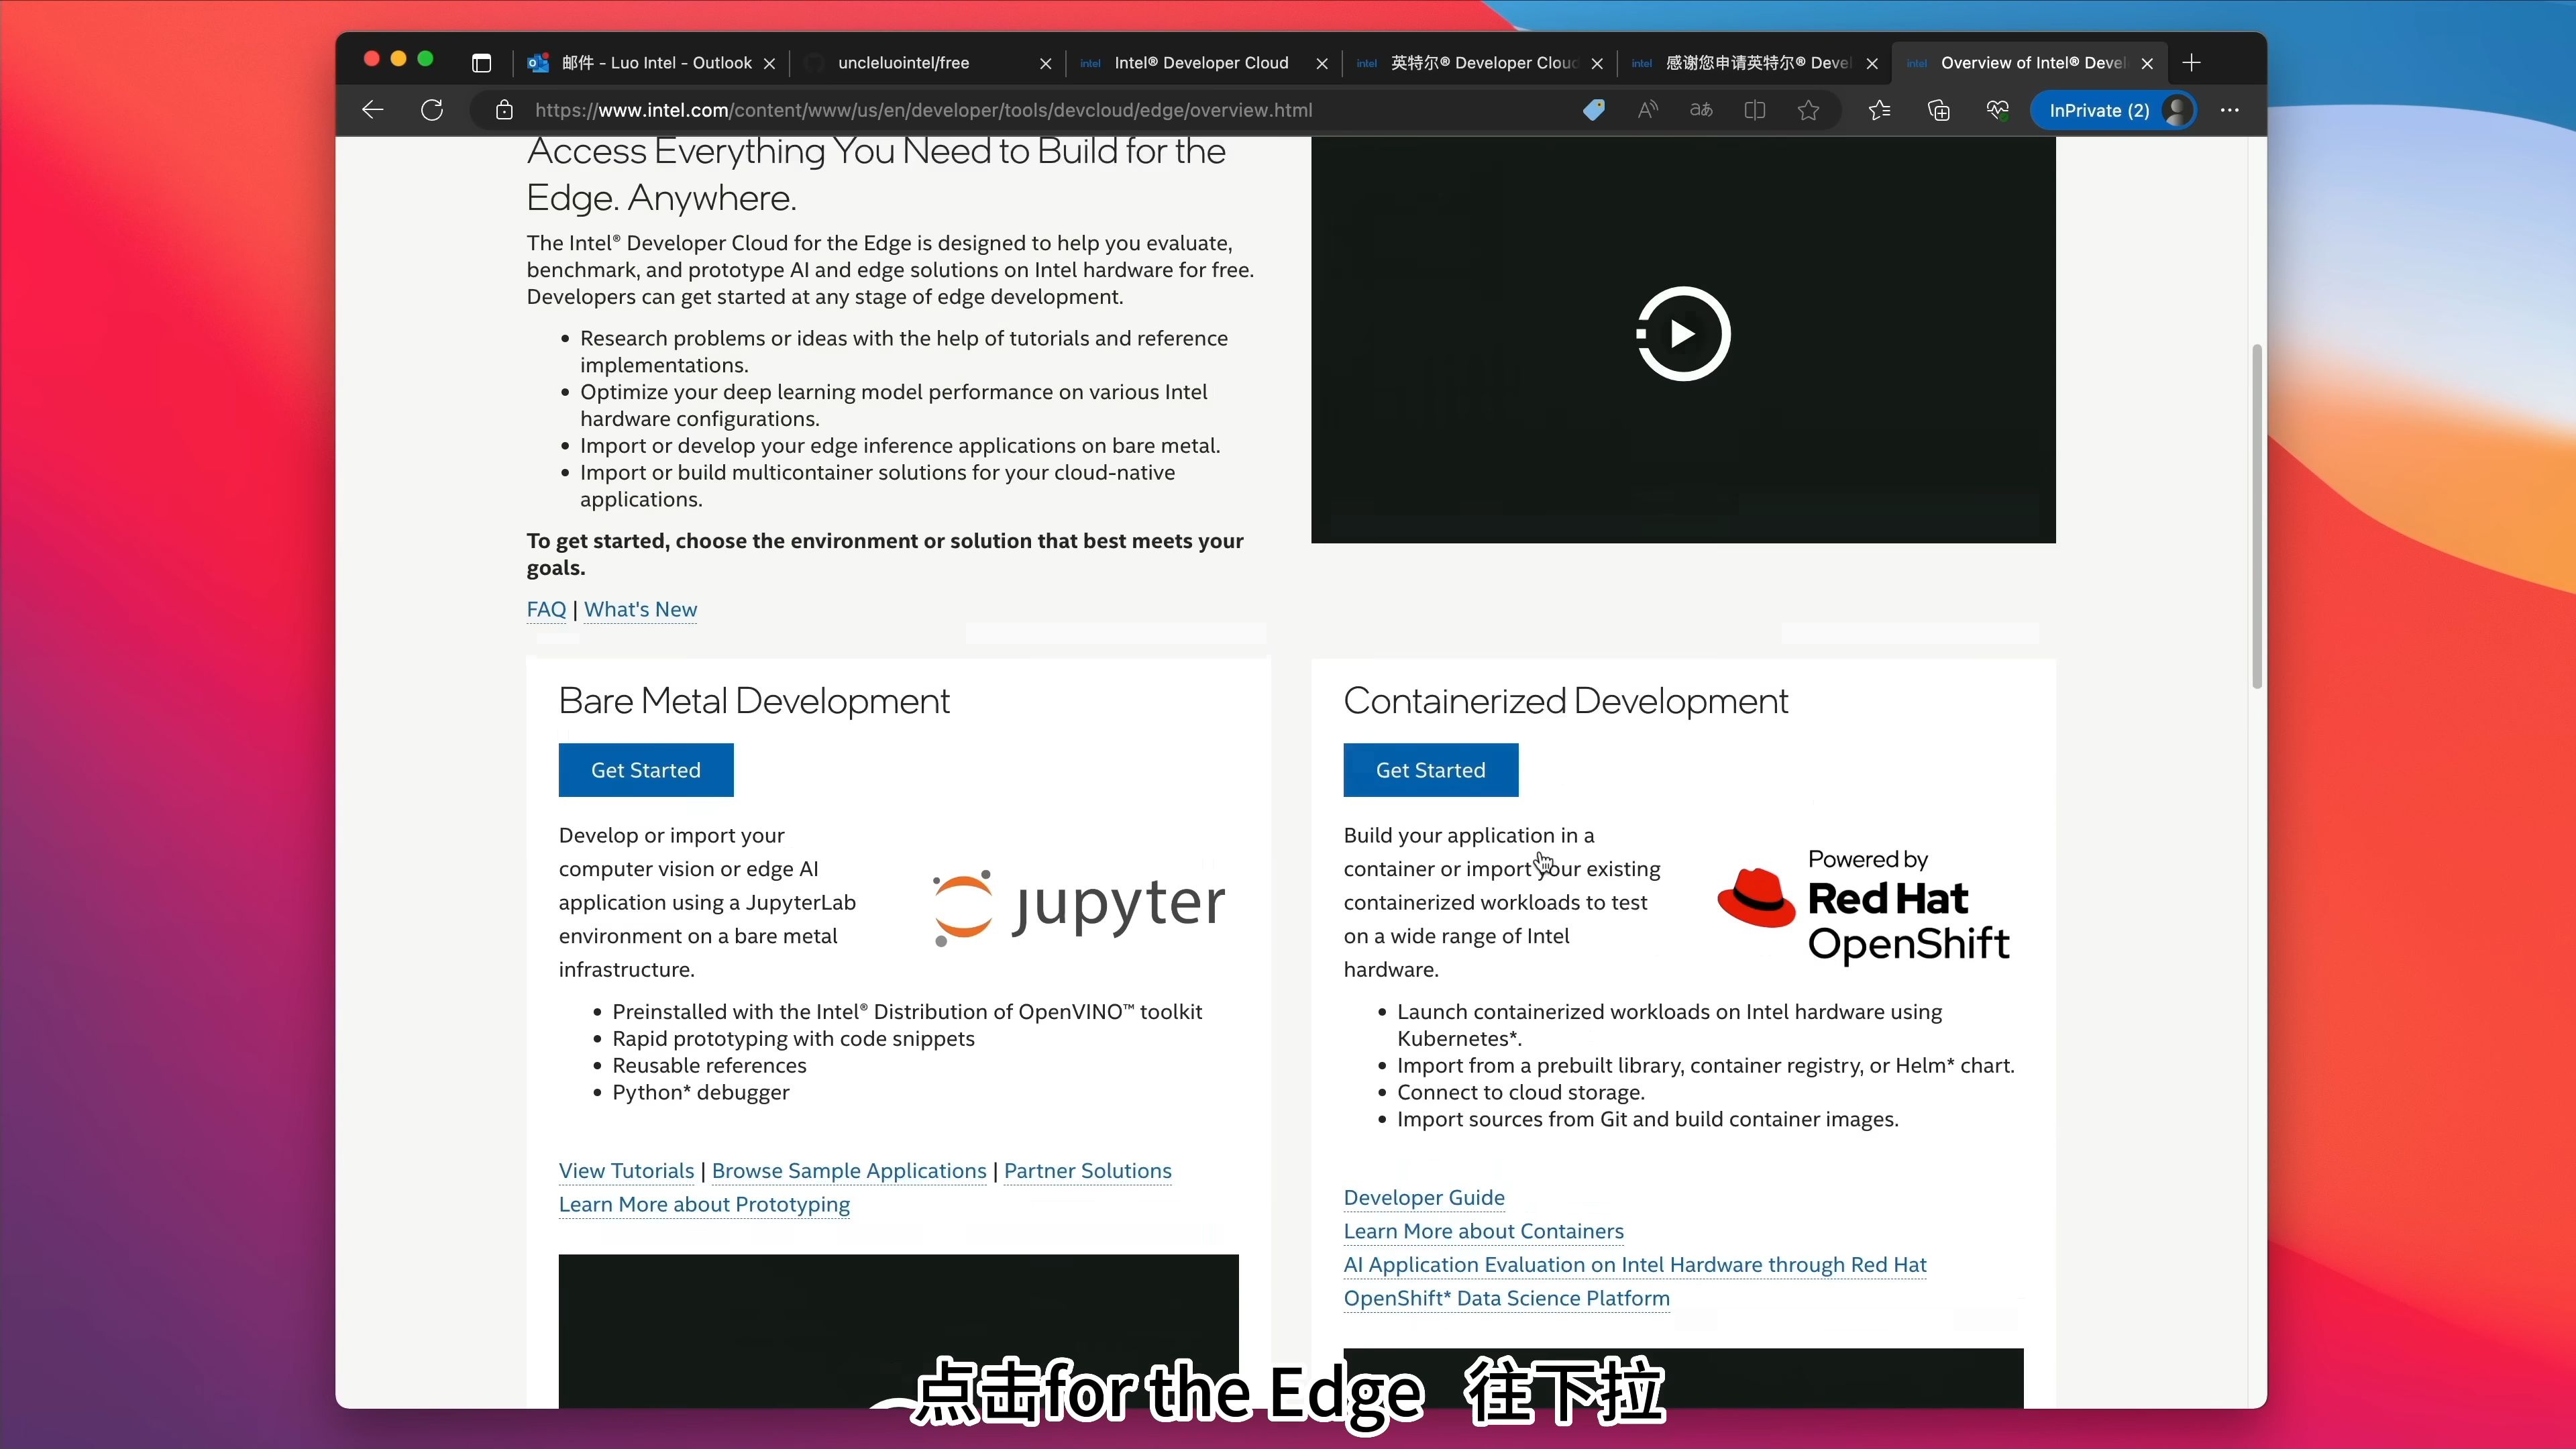 邮件 - Luo Intel - Outlook
uncleluointel/free
intel Intel® Developer Cloud
intel 英特尔® Developer Cloud
intel 感谢您申请英特尔® Devel
intel Overview of Intel® Devel
https://www.intel.com/content/www/us/en/developer/tools/devcloud/edge/overview.html
InPrivate (2)
Access Everything You Need to Build for the
Edge. Anywhere.
The Intel® Developer Cloud for the Edge is designed to help you evaluate,
benchmark, and prototype AI and edge solutions on Intel hardware for free.
Developers can get started at any stage of edge development.
Research problems or ideas with the help of tutorials and reference
implementations.
Optimize your deep learning model performance on various Intel
hardware configurations.
Import or develop your edge inference applications on bare metal.
Import or build multicontainer solutions for your cloud-native
applications.
To get started, choose the environment or solution that best meets your
goals.
FAQ | What's New
Bare Metal Development
Get Started
Develop or import your
computer vision or edge AI
application using a JupyterLab
environment on a bare metal
infrastructure.
jupyter
Preinstalled with the Intel® Distribution of OpenVINO™ toolkit
Rapid prototyping with code snippets
Reusable references
Python* debugger
View Tutorials | Browse Sample Applications | Partner Solutions
Learn More about Prototyping
Containerized Development
Get Started
Build your application in a
container or import your existing
containerized workloads to test
on a wide range of Intel
hardware.
Powered by
Red Hat
OpenShift
Launch containerized workloads on Intel hardware using
Kubernetes*.
Import from a prebuilt library, container registry, or Helm* chart.
Connect to cloud storage.
Import sources from Git and build container images.
Developer Guide
Learn More about Containers
AI Application Evaluation on Intel Hardware through Red Hat
OpenShift* Data Science Platform
点击for the Edge 往下拉